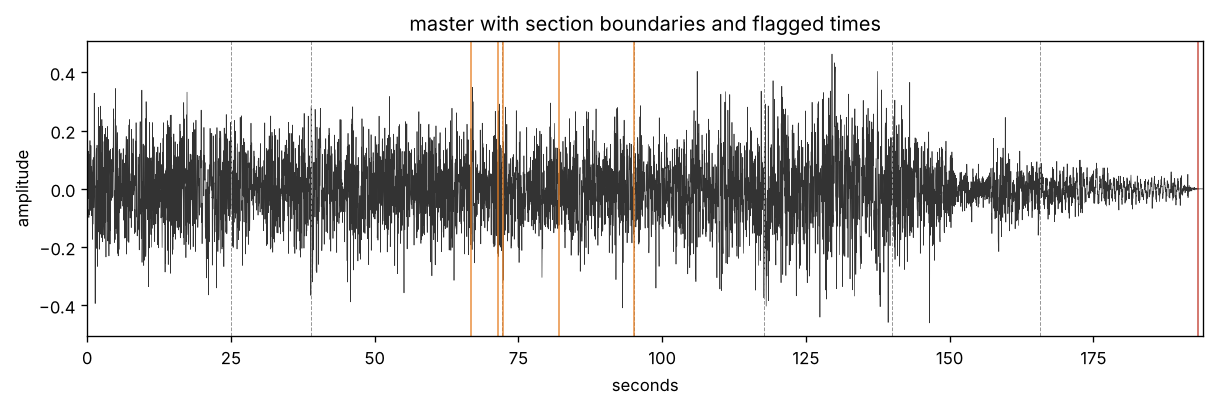 master with section boundaries and flagged times
amplitude
0.4
0.2
0.0
−0.2
−0.4
0 25 50 75 100 125 150 175
seconds